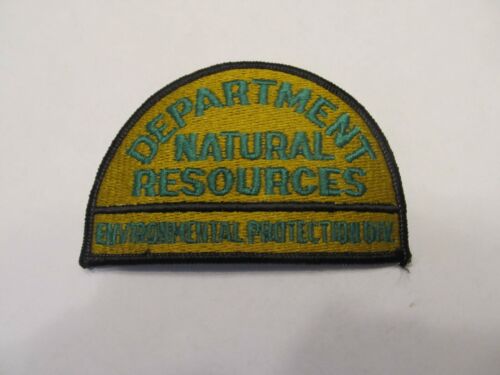 DEPARTMENT
NATURAL
RESOURCES
ENVIRONMENTAL PROTECTION DIV.